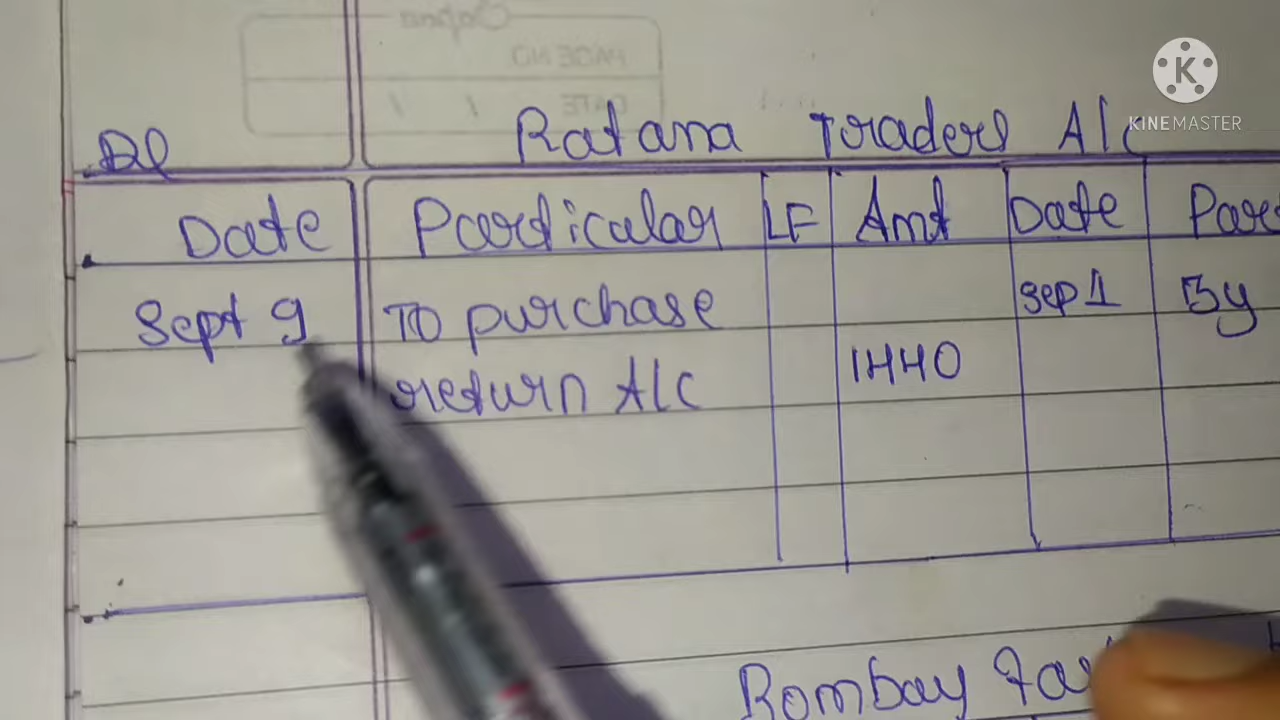 KINEMASTER
Dr
Ratana Traders A/c
Date Particular LF Amt Date Par
Sept 9 To purchase Sep 1 By
return A/c 1440
Bombay